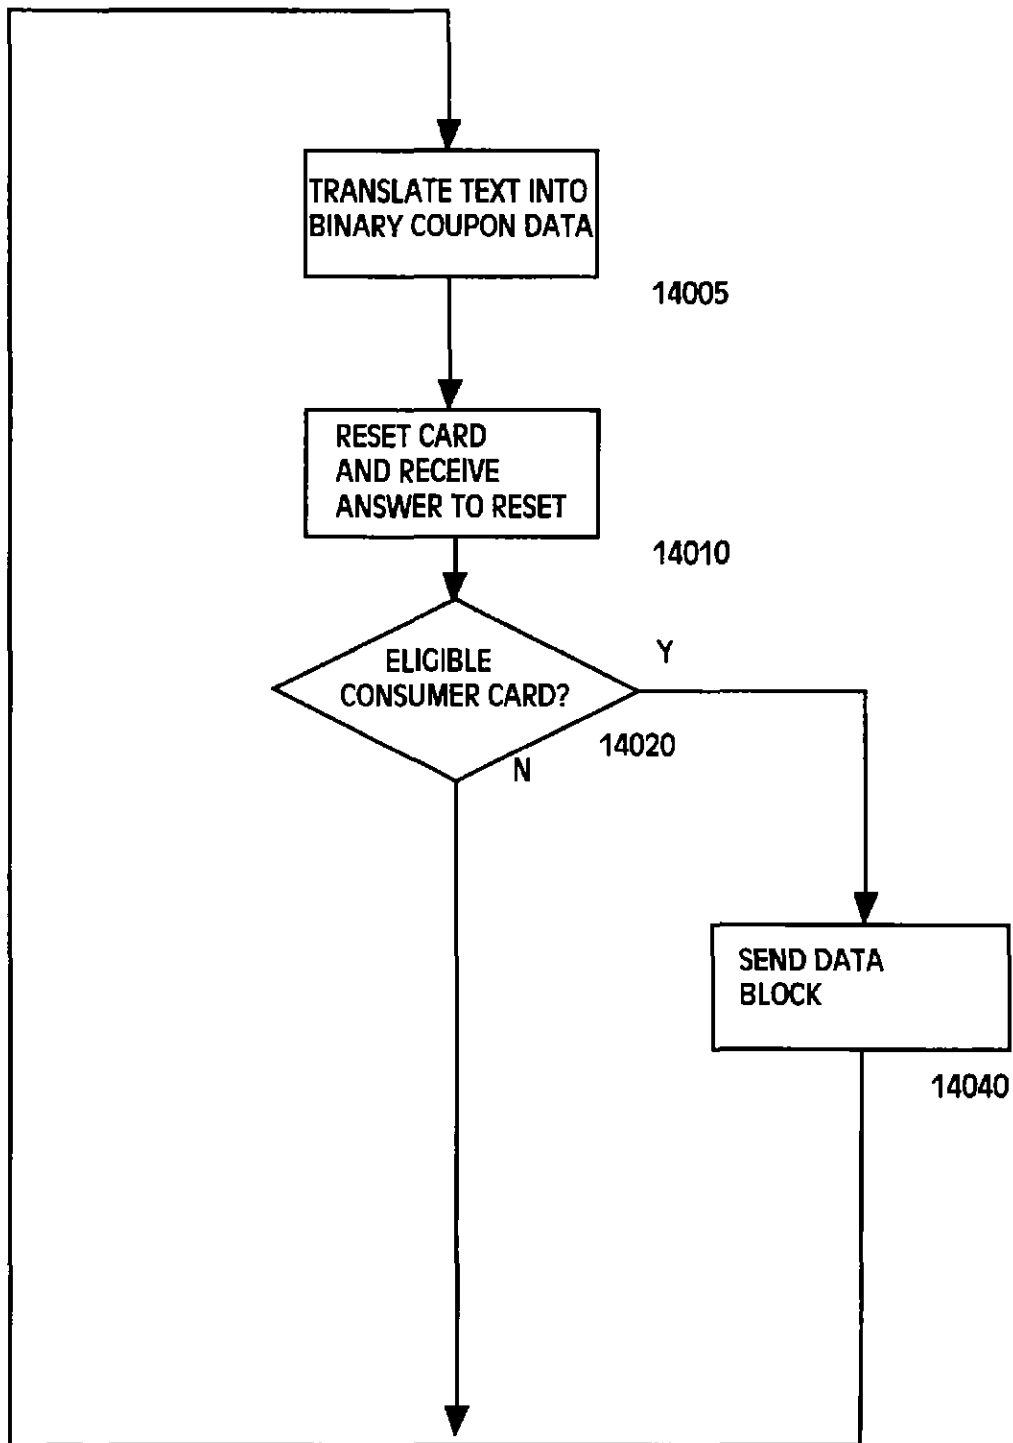 TRANSLATE TEXT INTO
BINARY COUPON DATA
14005
RESET CARD
AND RECEIVE
ANSWER TO RESET
14010
ELIGIBLE
CONSUMER CARD?
Y
14020
N
SEND DATA
BLOCK
14040